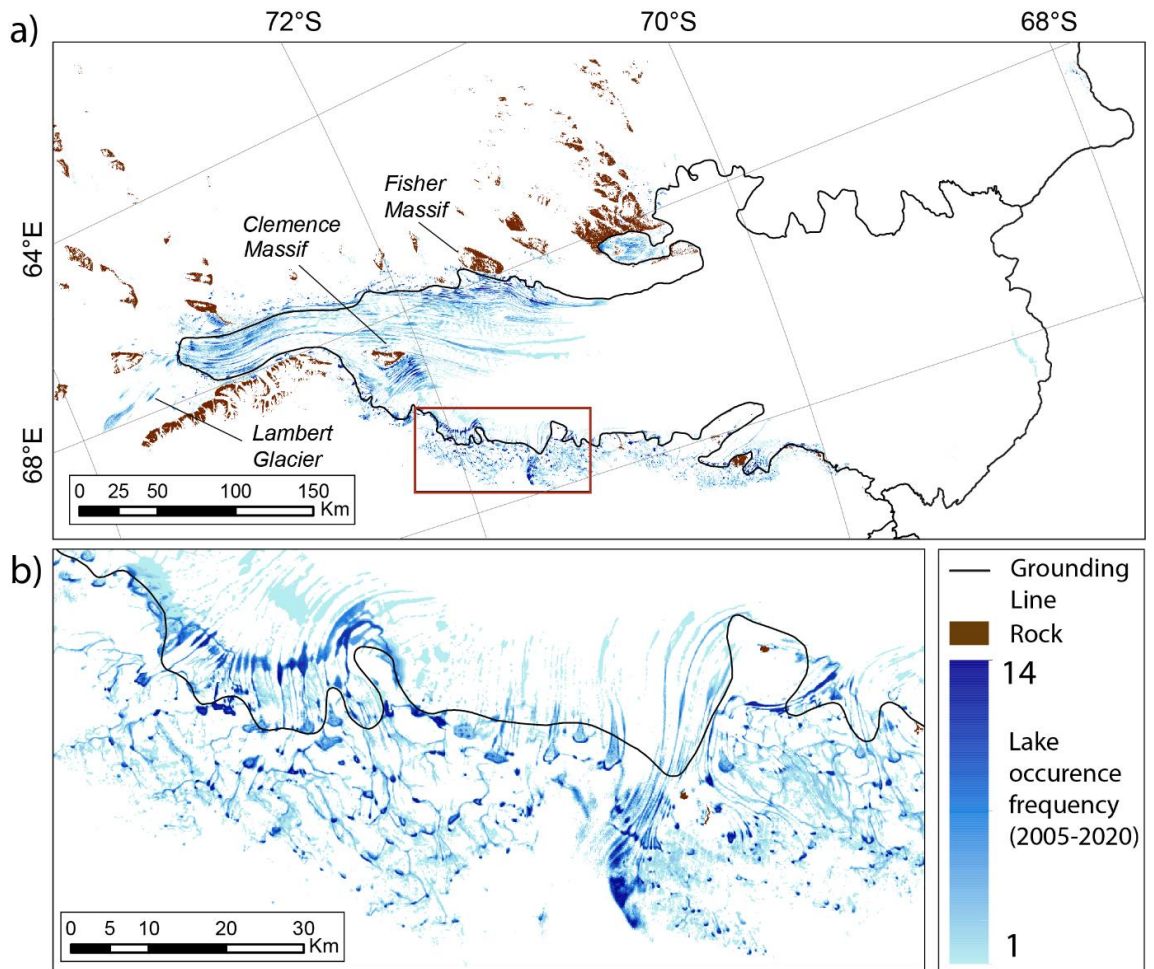 a)
72°S
70°S
68°S
64°E
68°E
Fisher
Massif
Clemence
Massif
Lambert
Glacier
0 25 50 100 150
Km
b)
0 5 10 20 30
Km
Grounding
Line
Rock
14
Lake
occurence
frequency
(2005-2020)
1